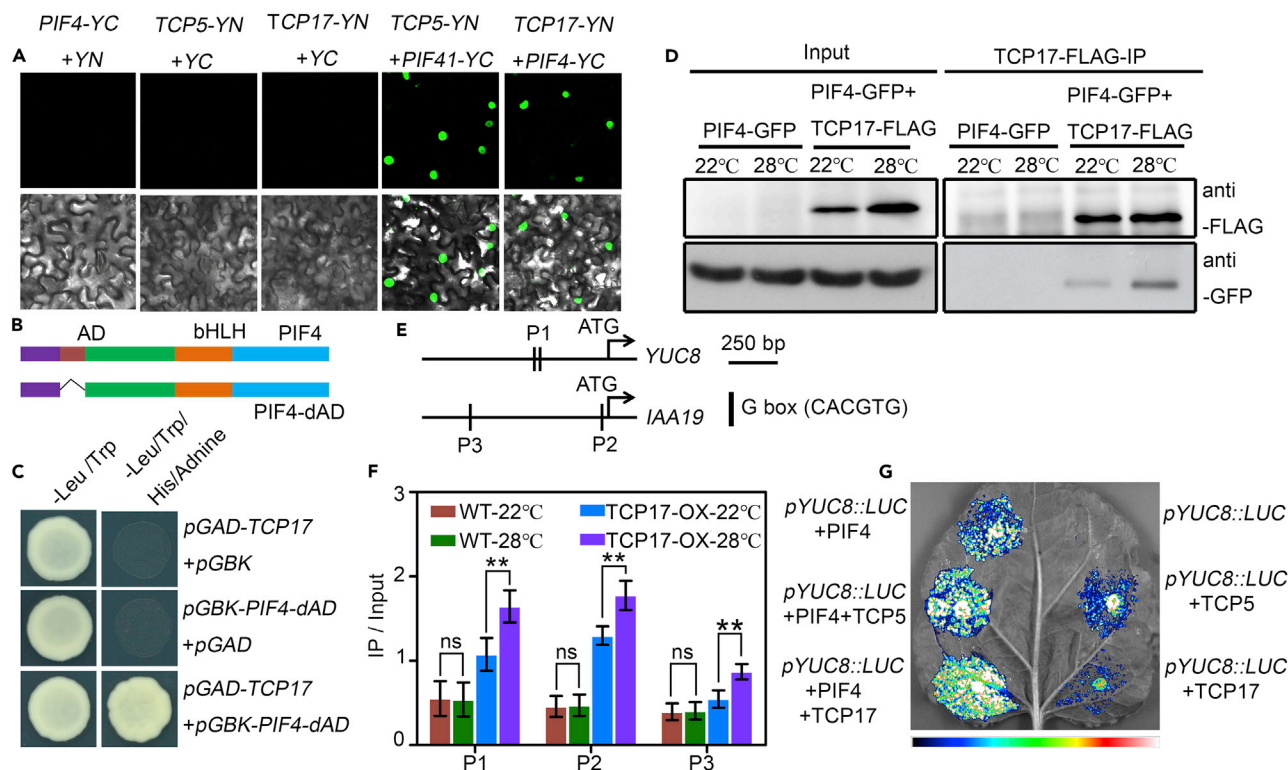 PIF4-YC
+YN
TCP5-YN
+YC
TCP17-YN
+YC
TCP5-YN
+PIF41-YC
TCP17-YN
+PIF4-YC
A
B
AD
bHLH
PIF4
PIF4-dAD
C
-Leu /Trp
-Leu/Trp/
His/Adnine
pGAD-TCP17
+pGBK
pGBK-PIF4-dAD
+pGAD
pGAD-TCP17
+pGBK-PIF4-dAD
D
Input
TCP17-FLAG-IP
PIF4-GFP
PIF4-GFP+
TCP17-FLAG
PIF4-GFP
PIF4-GFP+
TCP17-FLAG
22℃ 28℃ 22℃ 28℃ 22℃ 28℃ 22℃ 28℃
anti
-FLAG
anti
-GFP
E
P1
ATG
YUC8
250 bp
ATG
IAA19
P3
P2
G box (CACGTG)
F
IP / Input
3
2
1
0
WT-22℃
TCP17-OX-22℃
WT-28℃
TCP17-OX-28℃
ns
**
ns
**
ns
**
P1
P2
P3
G
pYUC8::LUC
+PIF4
pYUC8::LUC
+PIF4+TCP5
pYUC8::LUC
+PIF4
+TCP17
pYUC8::LUC
pYUC8::LUC
+TCP5
pYUC8::LUC
+TCP17